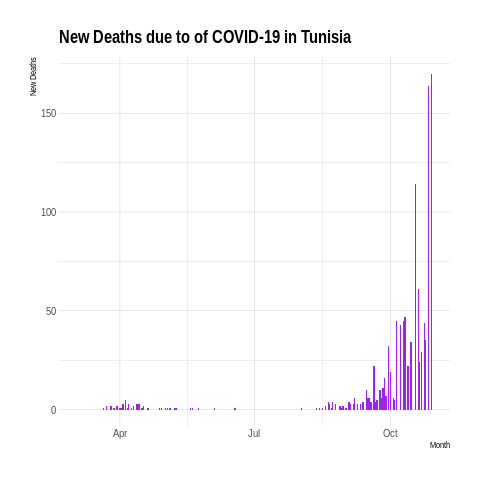 New Deaths due to of COVID-19 in Tunisia
New Deaths
150
100
50
0
Apr
Jul
Oct
Month